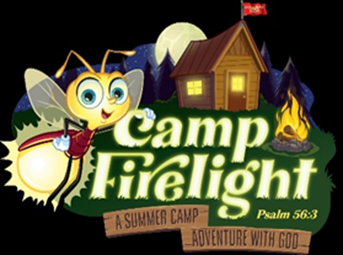 Camp
Firelight
Psalm 56:3
A SUMMER CAMP
ADVENTURE WITH GOD